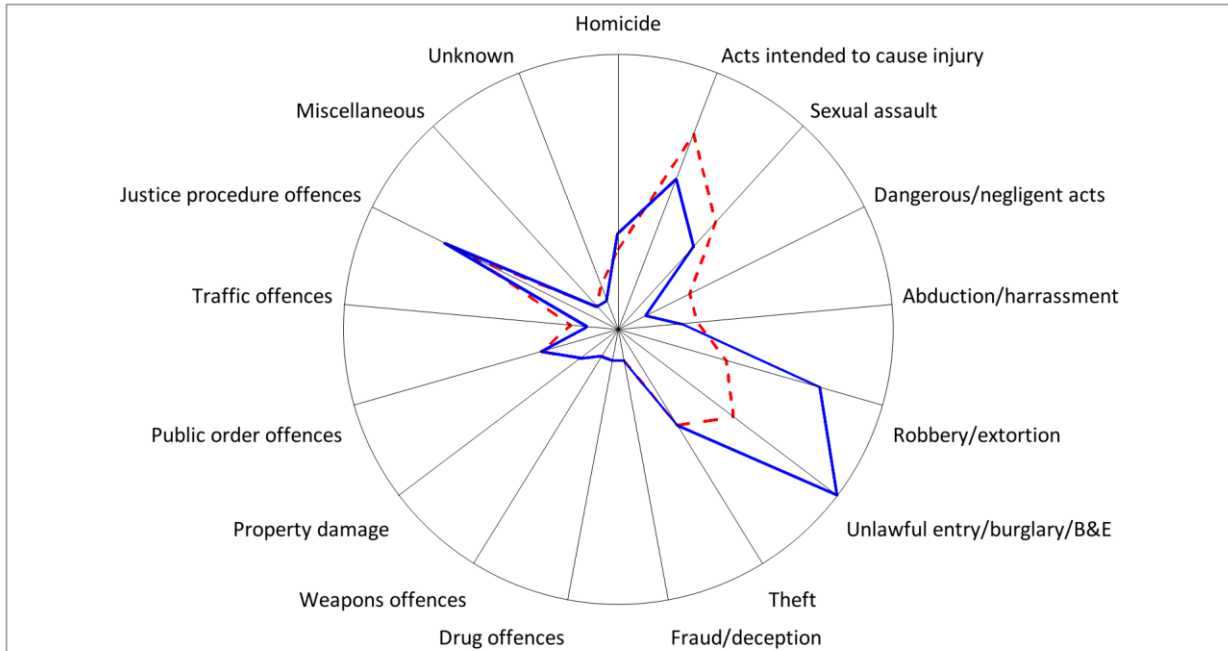 Homicide
Unknown
Acts intended to cause injury
Miscellaneous
Sexual assault
Justice procedure offences
Dangerous/negligent acts
Traffic offences
Abduction/harrassment
Public order offences
Robbery/extortion
Property damage
Unlawful entry/burglary/B&E
Weapons offences
Theft
Drug offences
Fraud/deception